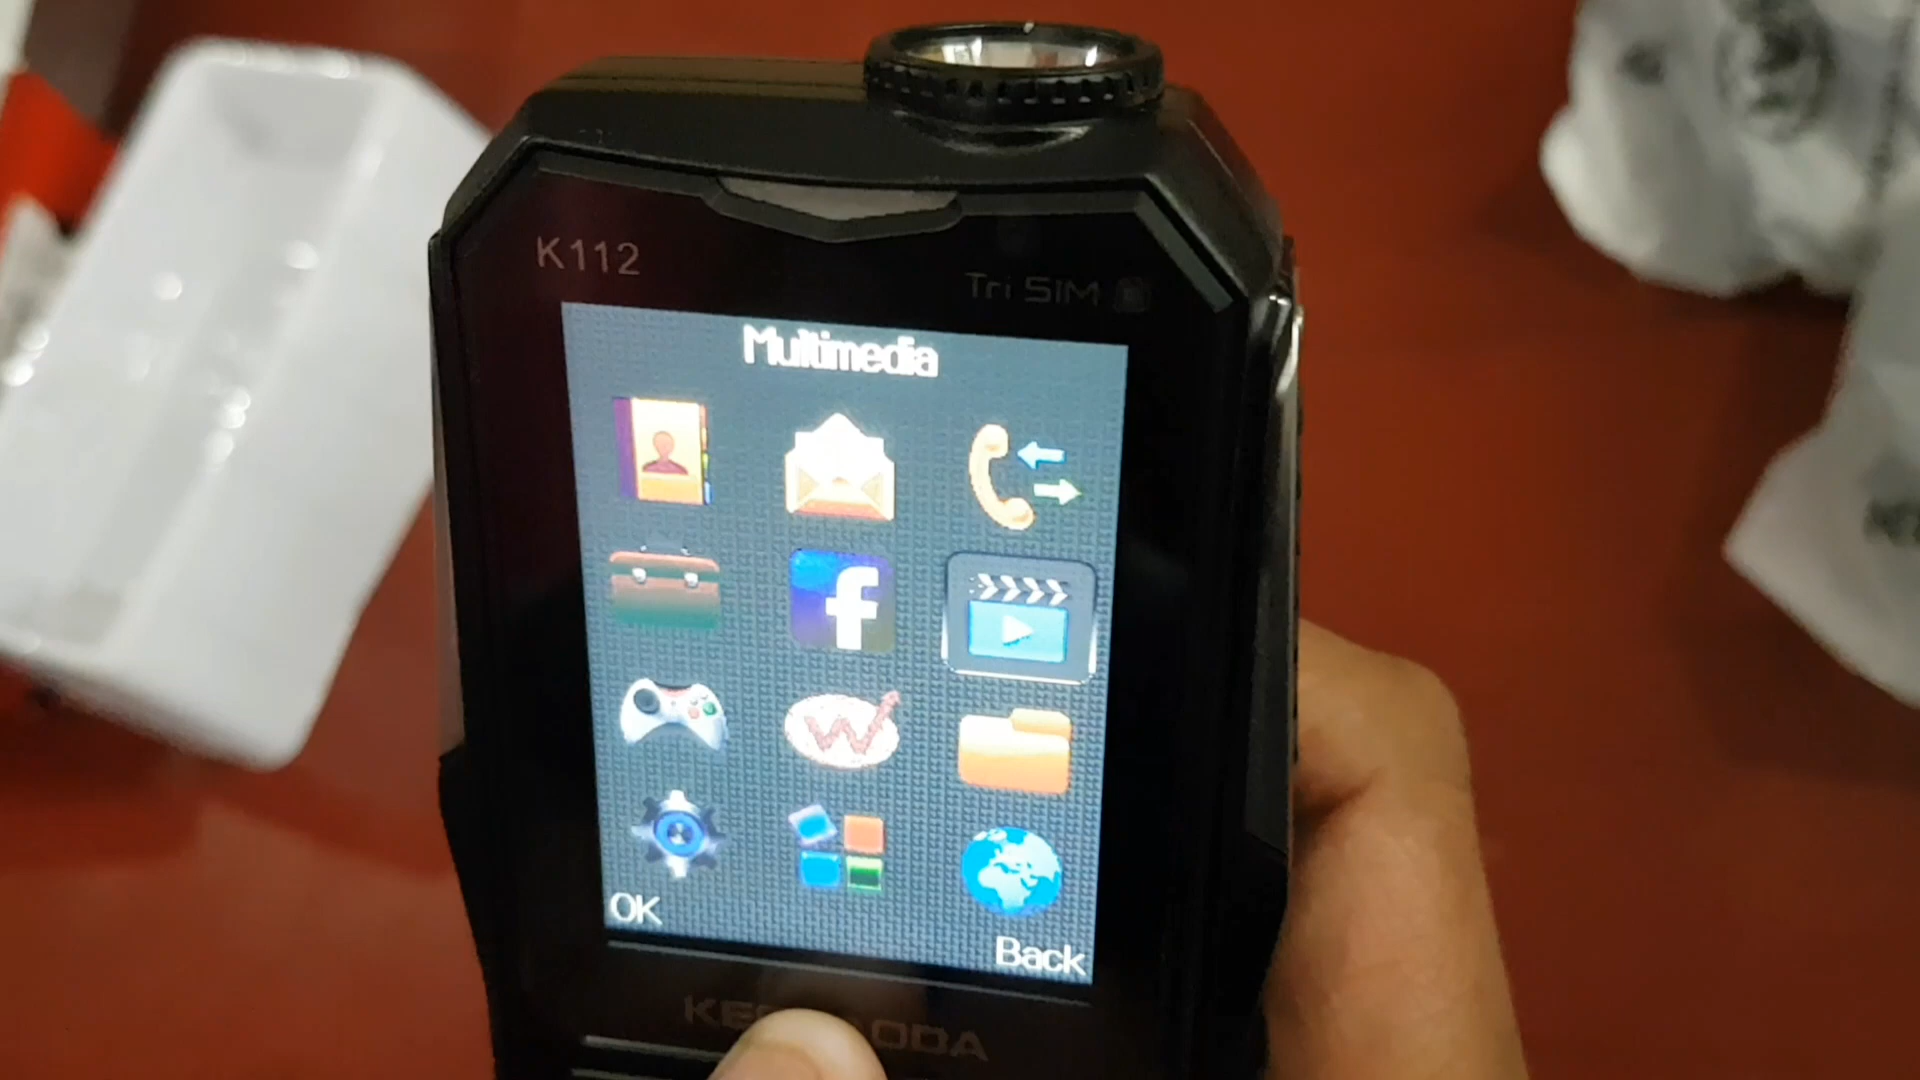 K112
Tri SIM
Multimedia
f
W
OK
Back